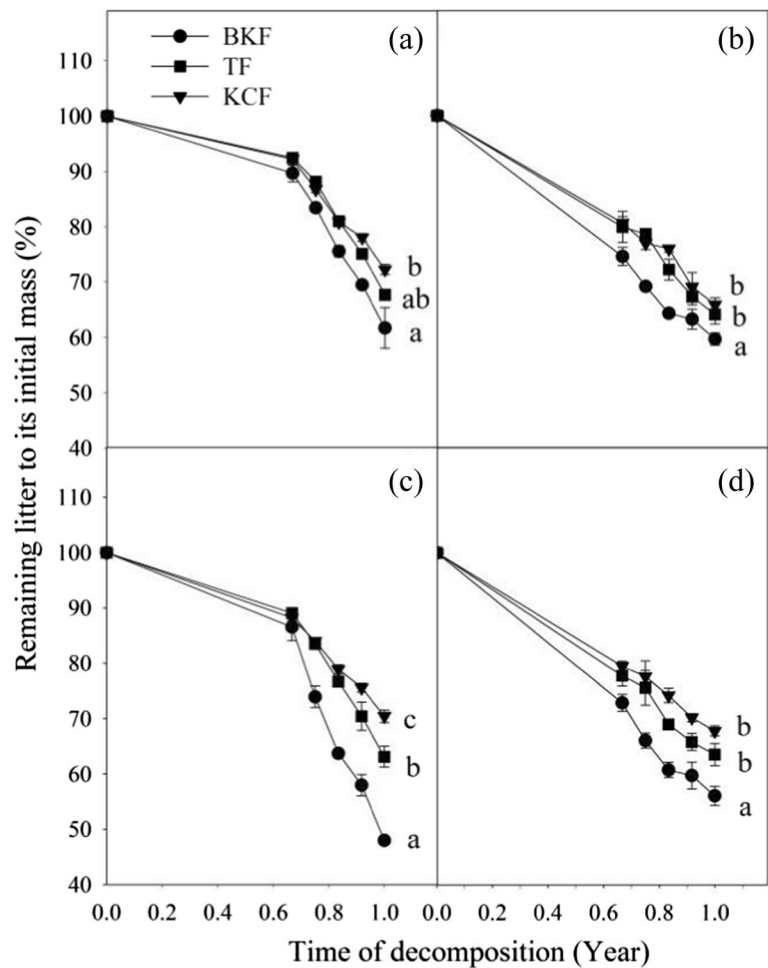 Remaining litter to its initial mass (%)
(a)
BKF
TF
KCF
110
100
90
80
70
60
50
40
b
ab
a
(b)
b
b
a
(c)
110
100
90
80
70
60
50
40
c
b
a
0.0 0.2 0.4 0.6 0.8 1.0
(d)
b
b
a
0.0 0.2 0.4 0.6 0.8 1.0
Time of decomposition (Year)